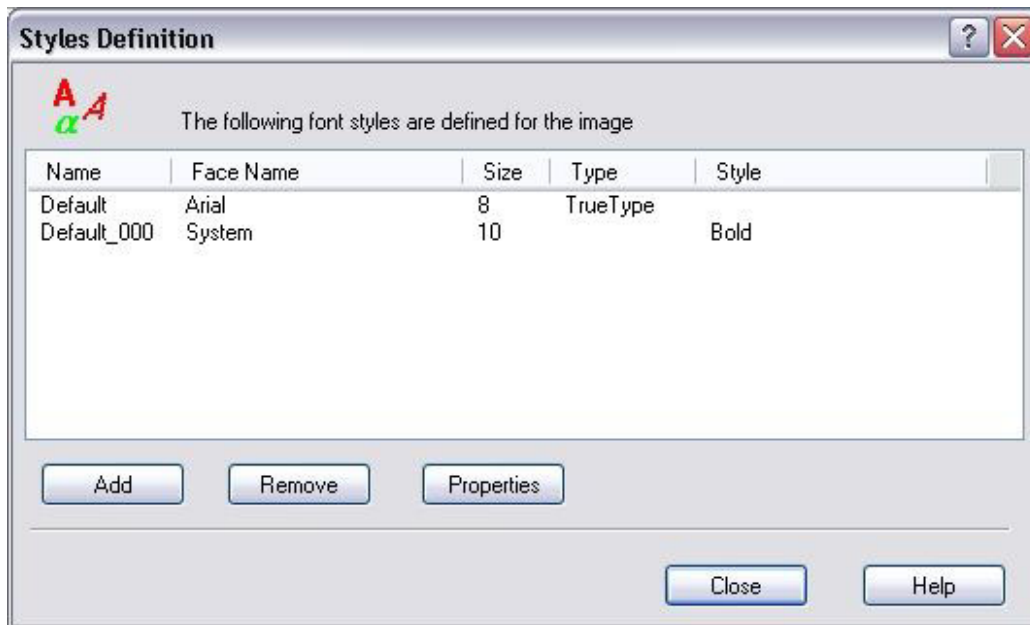 Styles Definition
The following font styles are defined for the image
Name Face Name Size Type Style
Default Arial 8 TrueType
Default_000 System 10 Bold
Add Remove Properties
Close Help